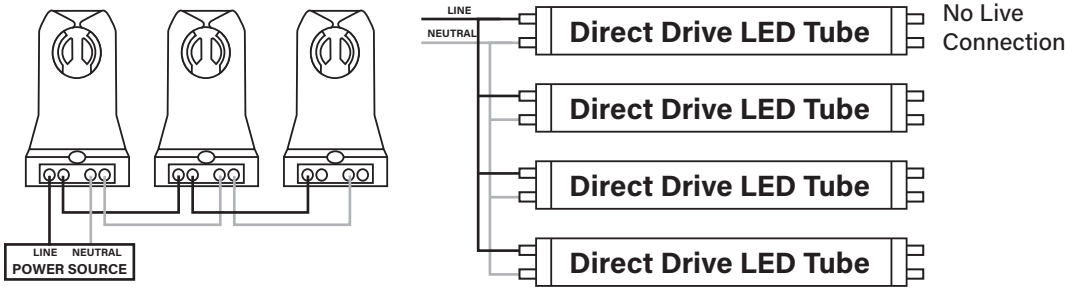 LINE NEUTRAL
POWER SOURCE
LINE
NEUTRAL
Direct Drive LED Tube
No Live
Connection
Direct Drive LED Tube
Direct Drive LED Tube
Direct Drive LED Tube